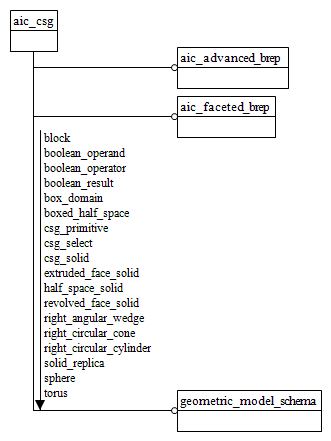 aic_csg
aic_advanced_brep
aic_faceted_brep
block
boolean_operand
boolean_operator
boolean_result
box_domain
boxed_half_space
csg_primitive
csg_select
csg_solid
extruded_face_solid
half_space_solid
revolved_face_solid
right_angular_wedge
right_circular_cone
right_circular_cylinder
solid_replica
sphere
torus
geometric_model_schema